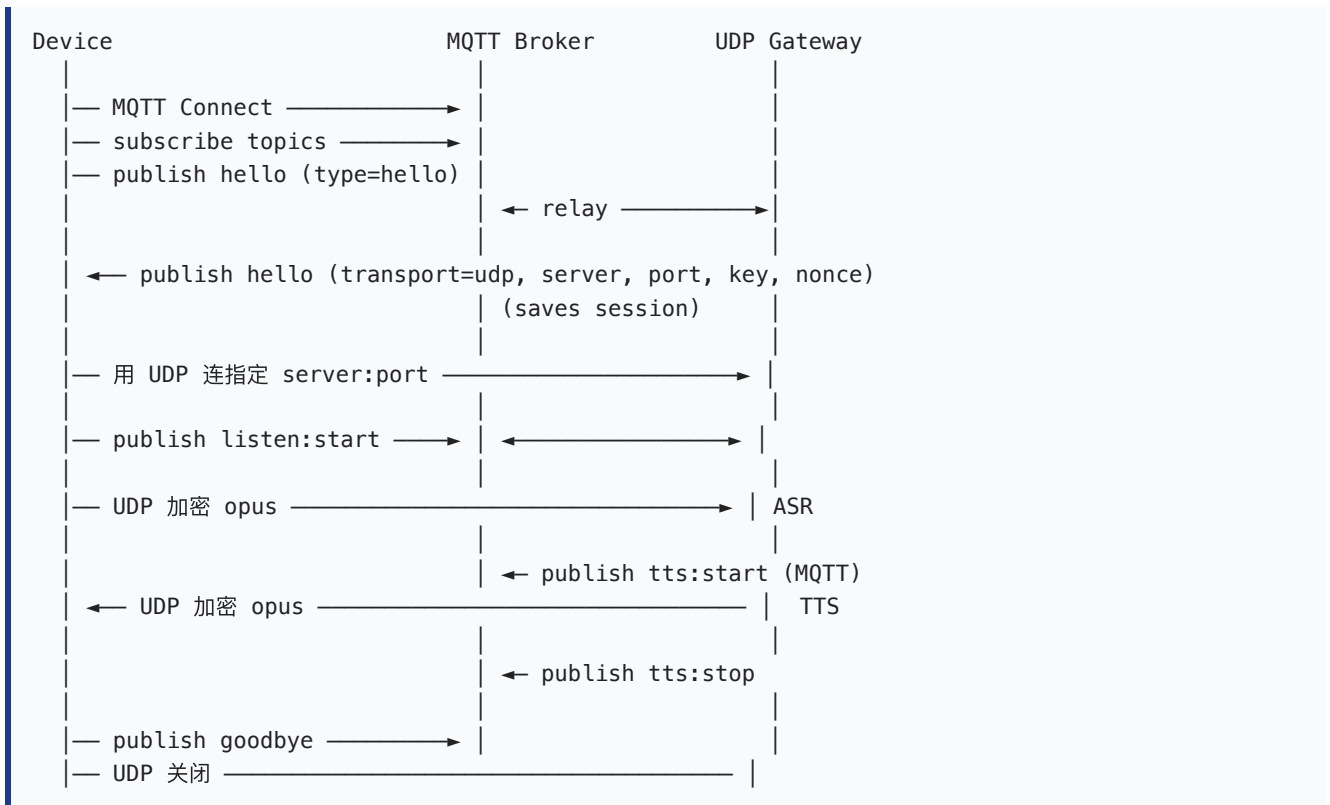 Device MQTT Broker UDP Gateway
│ │ │
│── MQTT Connect ────────────► │ │
│── subscribe topics ─────────► │ │
│── publish hello (type=hello) │ │
│ │ ◄─ relay ──────────►│
│ │ │
│ ◄── publish hello (transport=udp, server, port, key, nonce)
│ │ (saves session) │
│ │ │
│── 用 UDP 连指定 server:port ──────────────────────► │
│ │ │
│── publish listen:start ────► │ ◄────────────────► │
│ │ │
│── UDP 加密 opus ────────────────────────────────► │ ASR
│ │ │
│ │ ◄─ publish tts:start (MQTT)
│ ◄── UDP 加密 opus ──────────────────────────────── │ TTS
│ │ │
│ │ ◄─ publish tts:stop
│ │ │
│── publish goodbye ─────────► │ │
│── UDP 关闭 ────────────────────────────────────── │